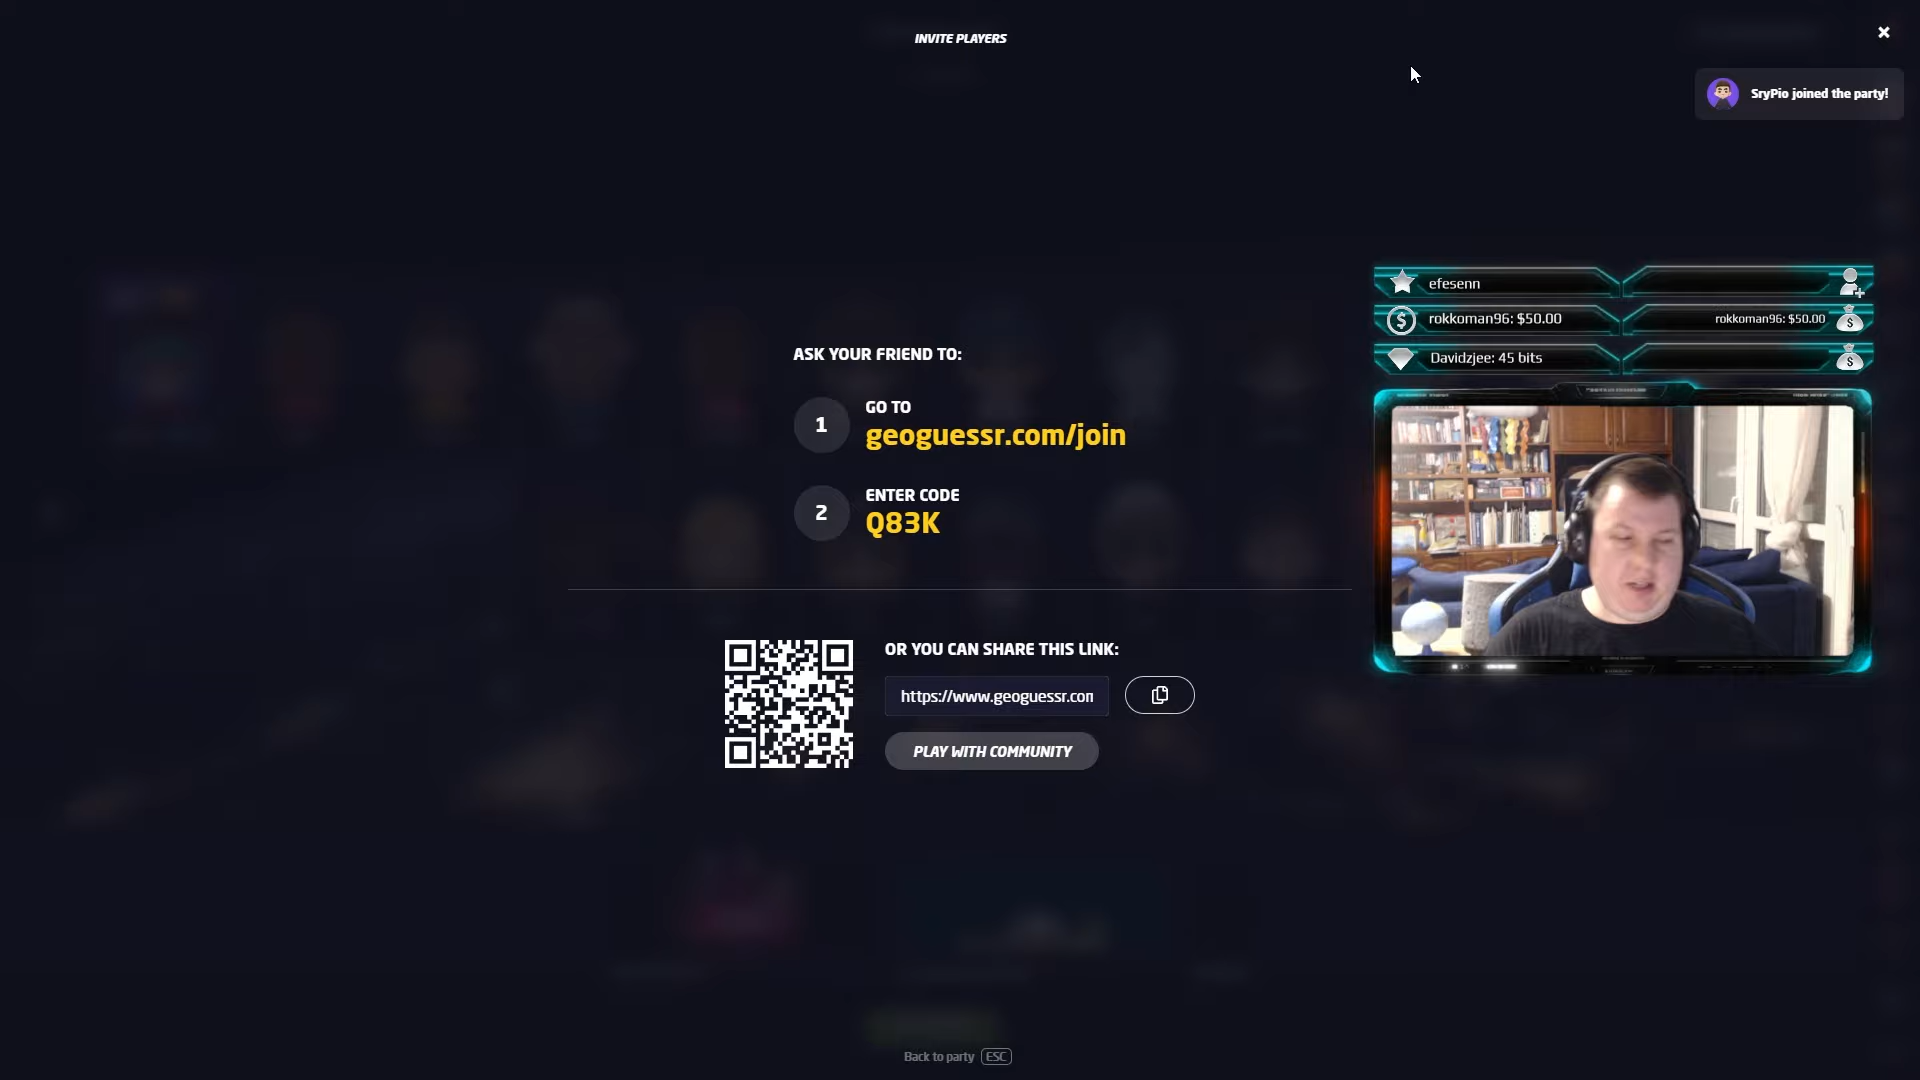 INVITE PLAYERS
SryPio joined the party!
efesenn
rokkoman96: $50.00
rokkoman96: $50.00
Davidzjee: 45 bits
ASK YOUR FRIEND TO:
1
GO TO
geoguessr.com/join
2
ENTER CODE
Q83K
OR YOU CAN SHARE THIS LINK:
https://www.geoguessr.con
PLAY WITH COMMUNITY
Back to party ESC